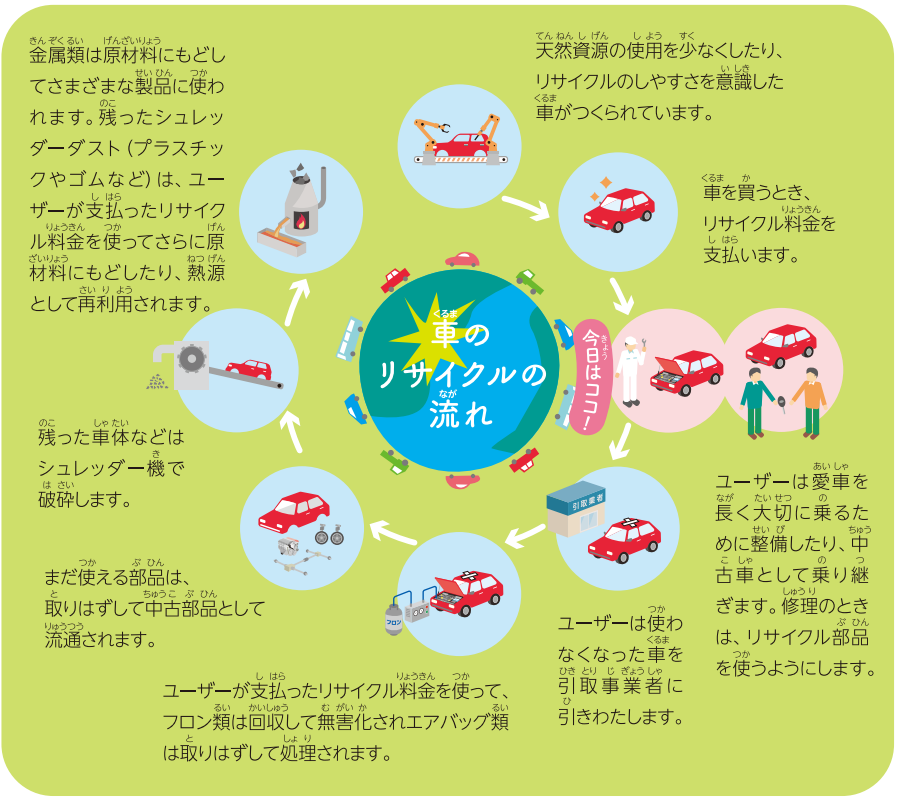 車の
リサイクルの
流れ
天然資源の使用を少なくしたり、
リサイクルのしやすさを意識した
車がつくられています。
車を買うとき、
リサイクル料金を
支払います。
今日はココ！
ユーザーは愛車を
長く大切に乗るた
めに整備したり、中
古車として乗り継
ぎます。修理のとき
は、リサイクル部品
を使うようにします。
引取業者
ユーザーは使わ
なくなった車を
引取事業者に
引きわたします。
フロン
ユーザーが支払ったリサイクル料金を使って、
フロン類は回収して無害化されエアバッグ類
は取りはずして処理されます。
まだ使える部品は、
取りはずして中古部品として
流通されます。
残った車体などは
シュレッダー機で
破砕します。
金属類は原材料にもどし
てさまざまな製品に使わ
れます。残ったシュレッ
ダーダスト（プラスチッ
クやゴムなど）は、ユー
ザーが支払ったリサイク
ル料金を使ってさらに原
材料にもどしたり、熱源
として再利用されます。